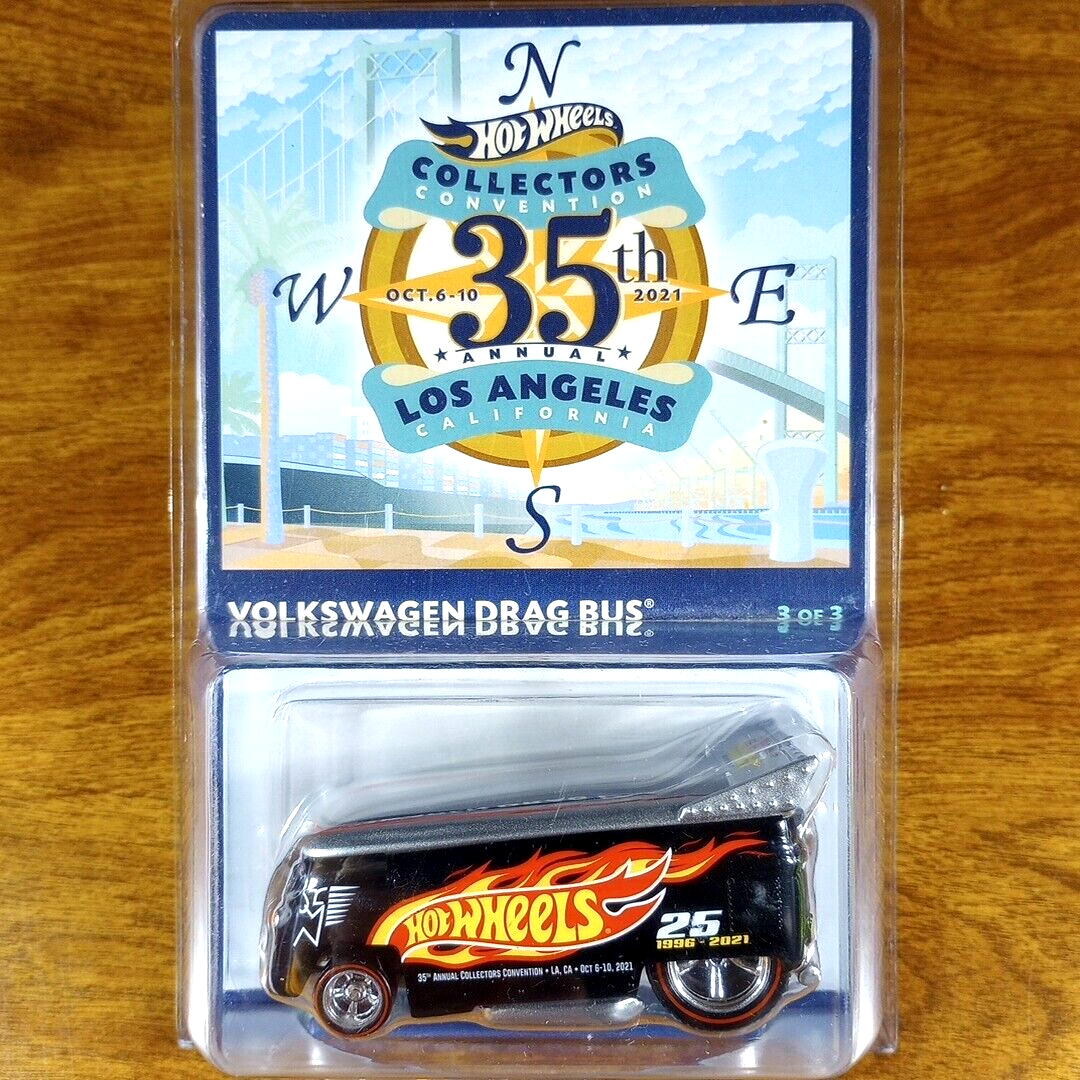 N
HOT WHEELS
COLLECTORS
CONVENTION
35th
W
OCT. 6-10
2021
E
★ ANNUAL ★
LOS ANGELES
CALIFORNIA
S
VOLKSWAGEN DRAG BUS®
3 OF 3
HOT WHEELS®
25
1996 - 2021
35TH ANNUAL COLLECTORS CONVENTION • LA, CA • OCT 6-10, 2021